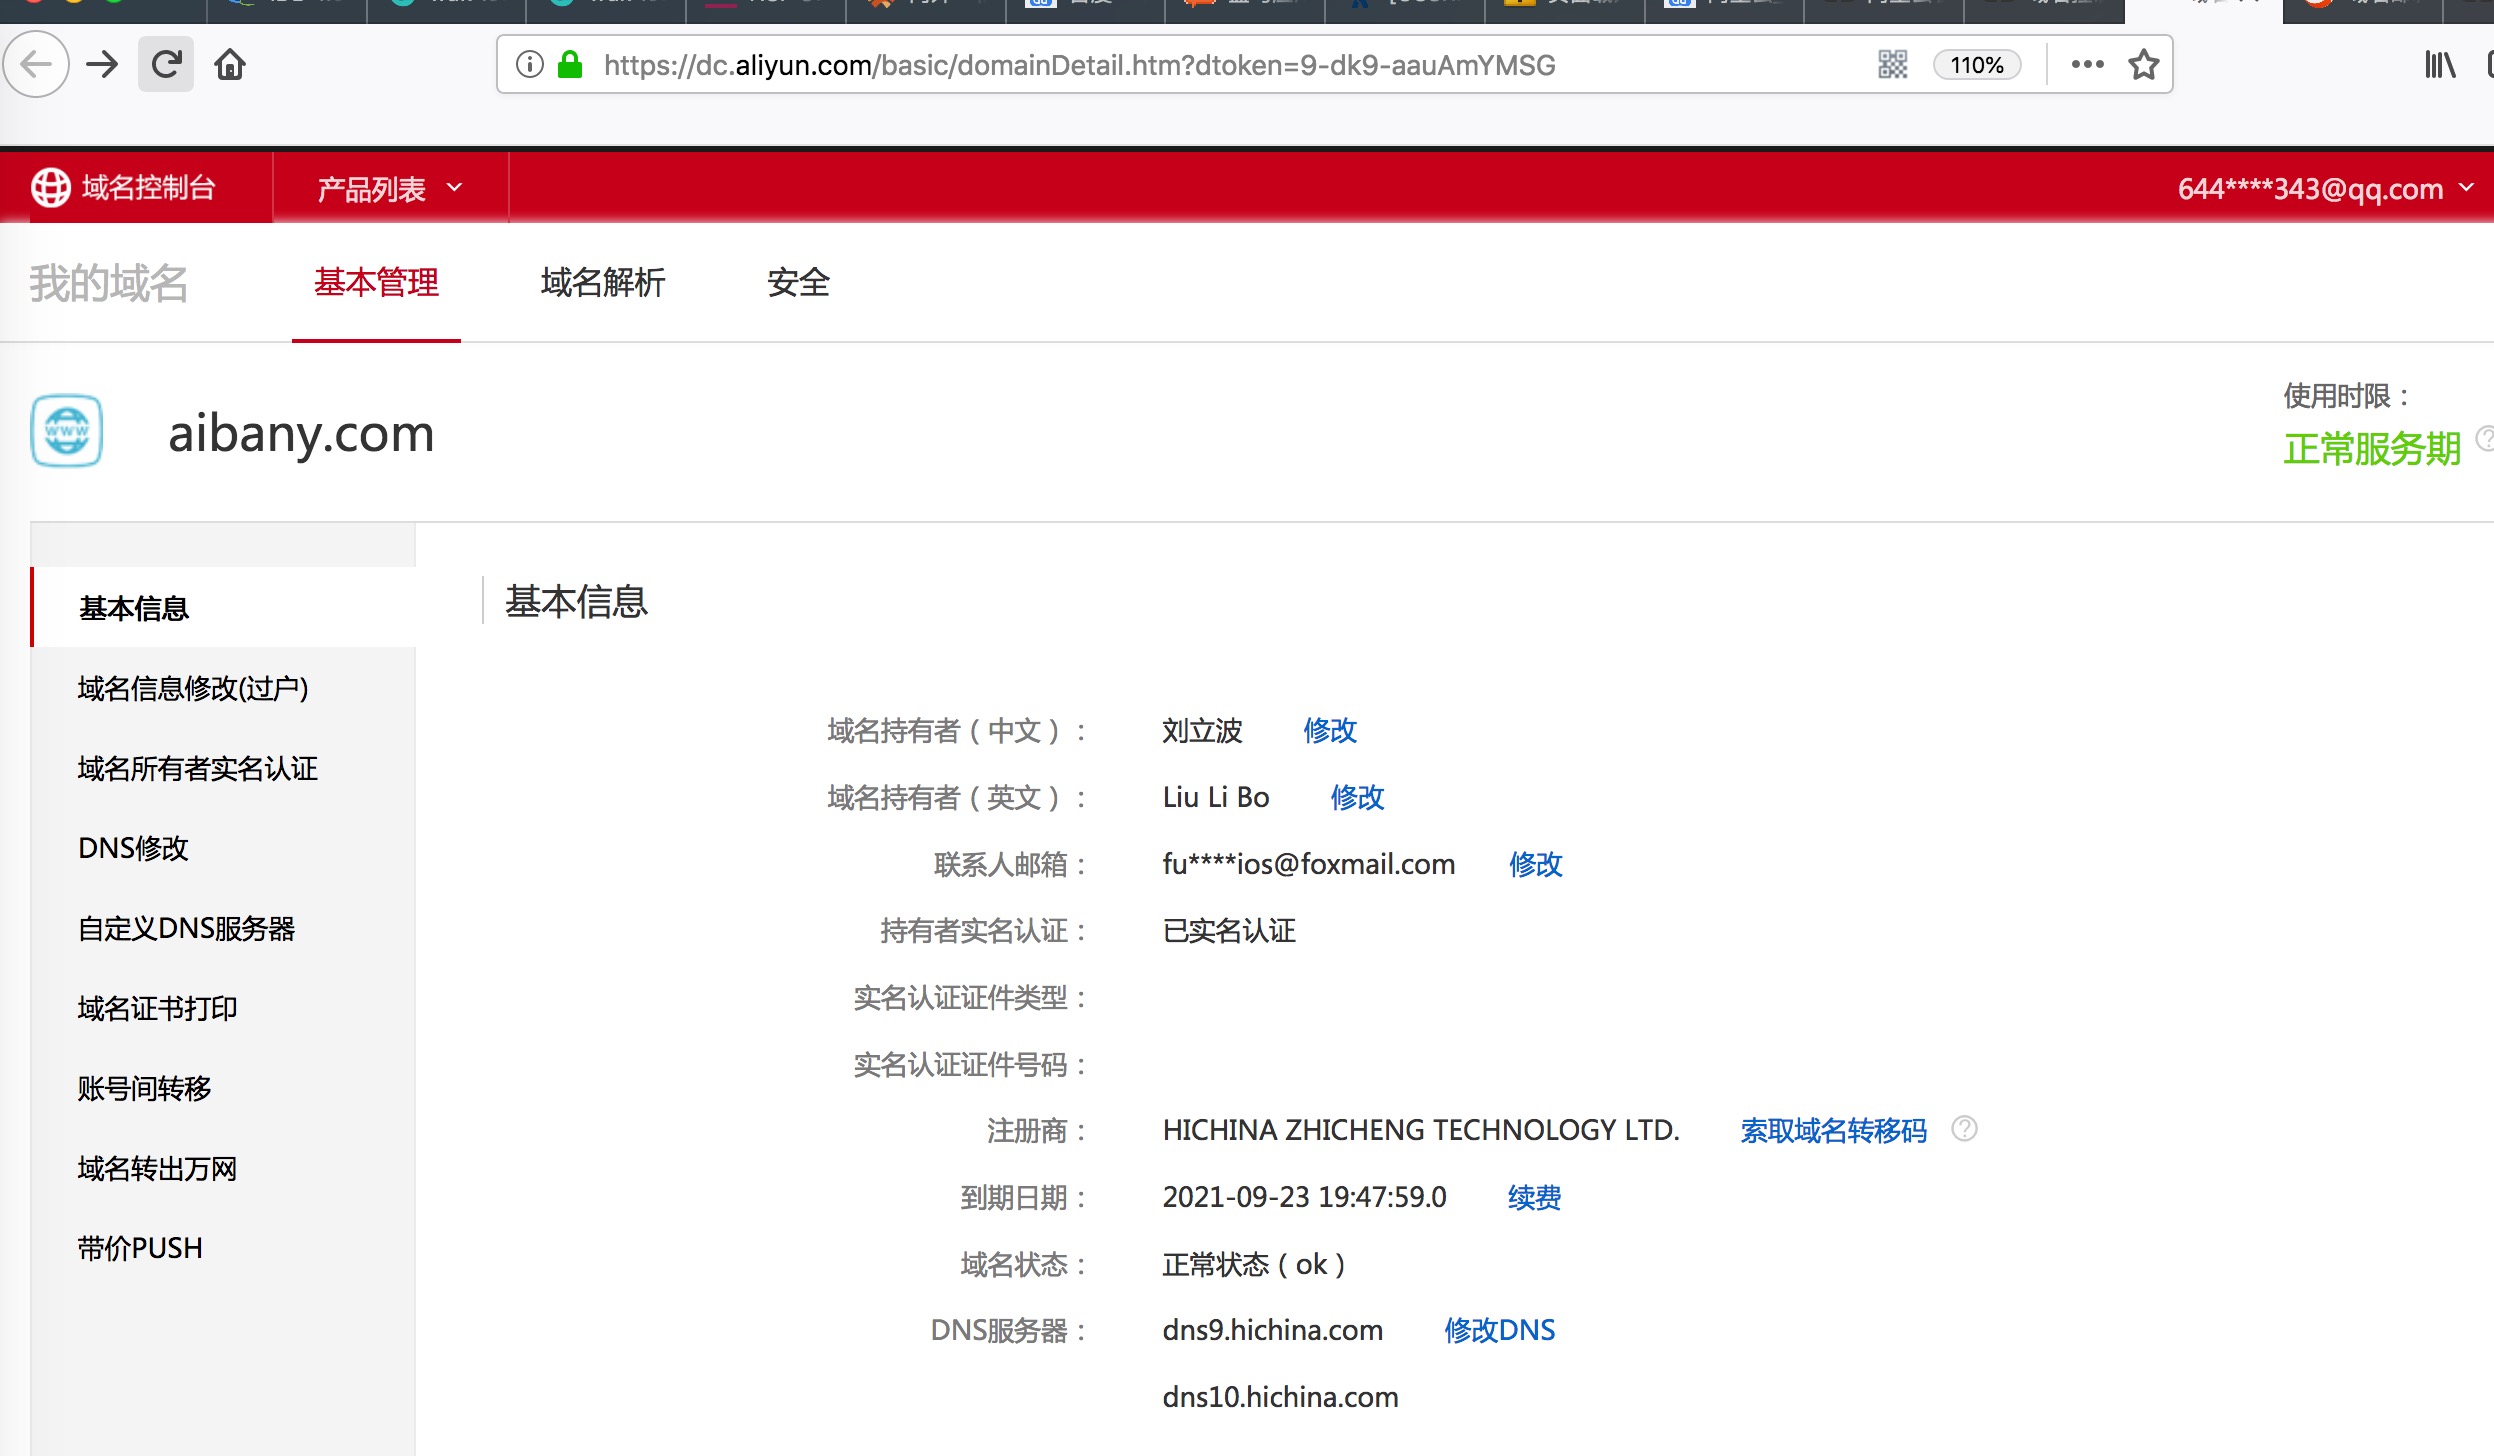 https://dc.aliyun.com/basic/domainDetail.htm?dtoken=9-dk9-aauAmYMSG
110%
域名控制台
产品列表
644****343@qq.com
我的域名
基本管理
域名解析
安全
aibany.com
使用时限：
正常服务期
基本信息
域名信息修改(过户)
域名所有者实名认证
DNS修改
自定义DNS服务器
域名证书打印
账号间转移
域名转出万网
带价PUSH
基本信息
域名持有者（中文）： 刘立波 修改
域名持有者（英文）： Liu Li Bo 修改
联系人邮箱： fu****ios@foxmail.com 修改
持有者实名认证： 已实名认证
实名认证证件类型：
实名认证证件号码：
注册商： HICHINA ZHICHENG TECHNOLOGY LTD. 索取域名转移码
到期日期： 2021-09-23 19:47:59.0 续费
域名状态： 正常状态（ok）
DNS服务器： dns9.hichina.com 修改DNS
dns10.hichina.com